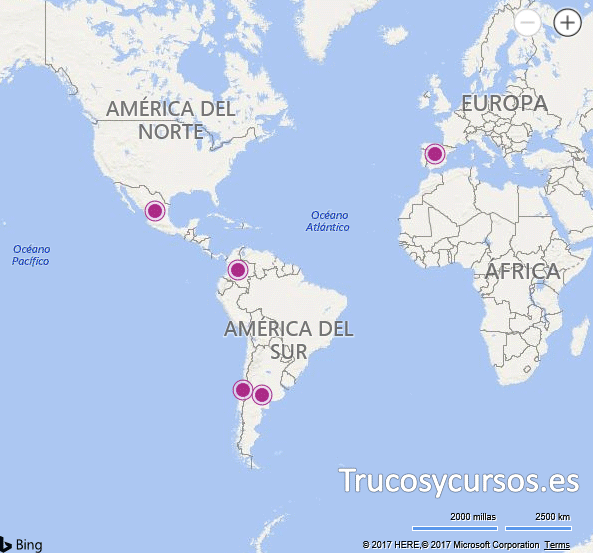 AMÉRICA DEL
NORTE
EUROPA
Océano
Atlántico
Océano
Pacífico
ÁFRICA
AMÉRICA DEL
SUR
Trucosycursos.es
2000 millas
2500 km
Bing
© 2017 HERE,© 2017 Microsoft Corporation Terms